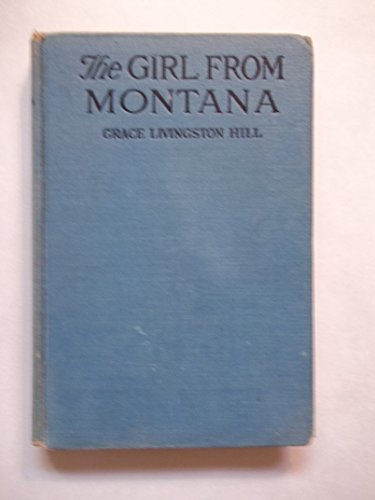 The GIRL FROM
MONTANA
GRACE LIVINGSTON HILL